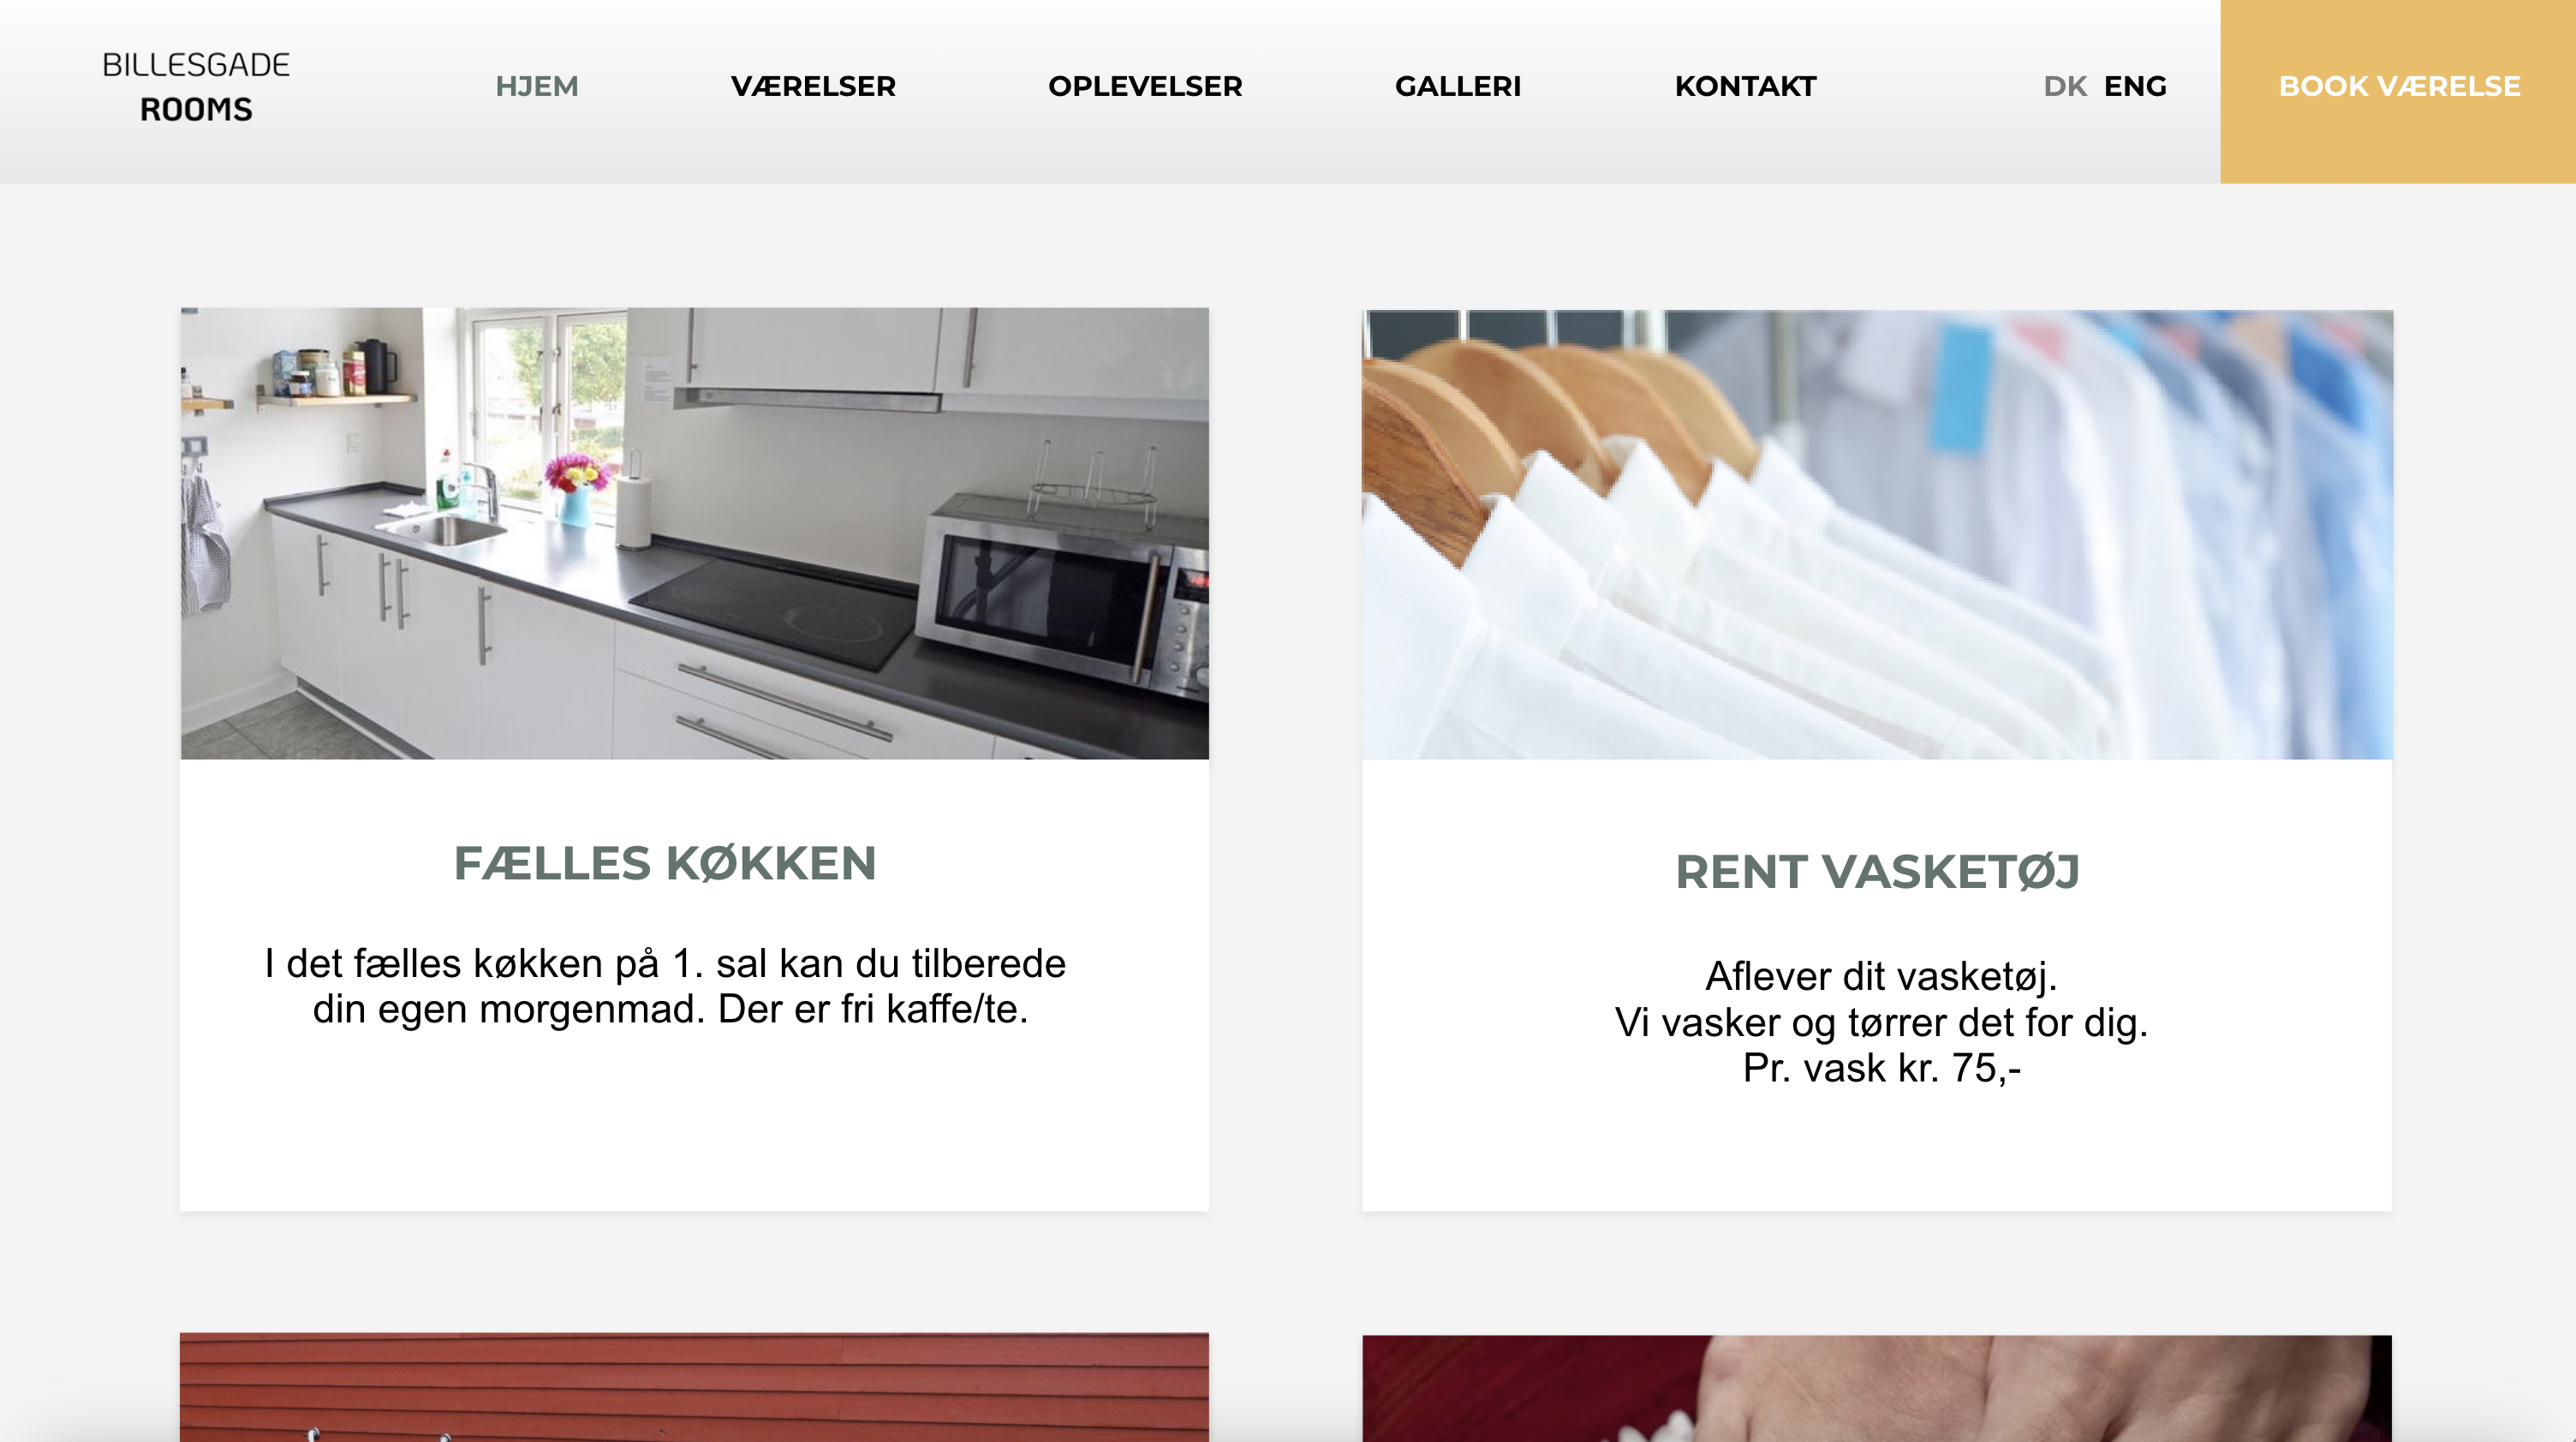 BILLESGADE
ROOMS
HJEM
VÆRELSER
OPLEVELSER
GALLERI
KONTAKT
DK ENG
BOOK VÆRELSE
FÆLLES KØKKEN
I det fælles køkken på 1. sal kan du tilberede
din egen morgenmad. Der er fri kaffe/te.
RENT VASKETØJ
Aflever dit vasketøj.
Vi vasker og tørrer det for dig.
Pr. vask kr. 75,-